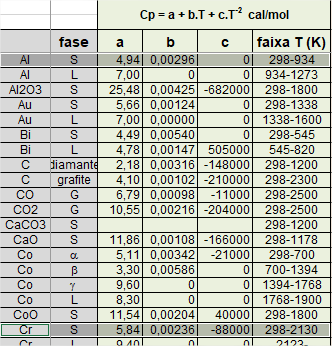 Cp = a + b.T + c.T⁻² cal/mol
fase a b c faixa T (K)
Al S 4,94 0,00296 0 298-934
Al L 7,00 0 0 934-1273
Al2O3 S 25,48 0,00425 -682000 298-1800
Au S 5,66 0,00124 0 298-1338
Au L 7,00 0,00000 0 1338-1600
Bi S 4,49 0,00540 0 298-545
Bi L 4,78 0,00147 505000 545-820
C diamante 2,18 0,00316 -148000 298-1200
C grafite 4,10 0,00102 -210000 298-2300
CO G 6,79 0,00098 -11000 298-2500
CO2 G 10,55 0,00216 -204000 298-2500
CaCO3 S 298-1200
CaO S 11,86 0,00108 -166000 298-1178
Co α 5,11 0,00342 -21000 298-700
Co β 3,30 0,00586 0 700-1394
Co γ 9,60 0 0 1394-1768
Co L 8,30 0 0 1768-1900
CoO S 11,54 0,00204 40000 298-1800
Cr S 5,84 0,00236 -88000 298-2130
Cr L 9,40 0 0 2123-